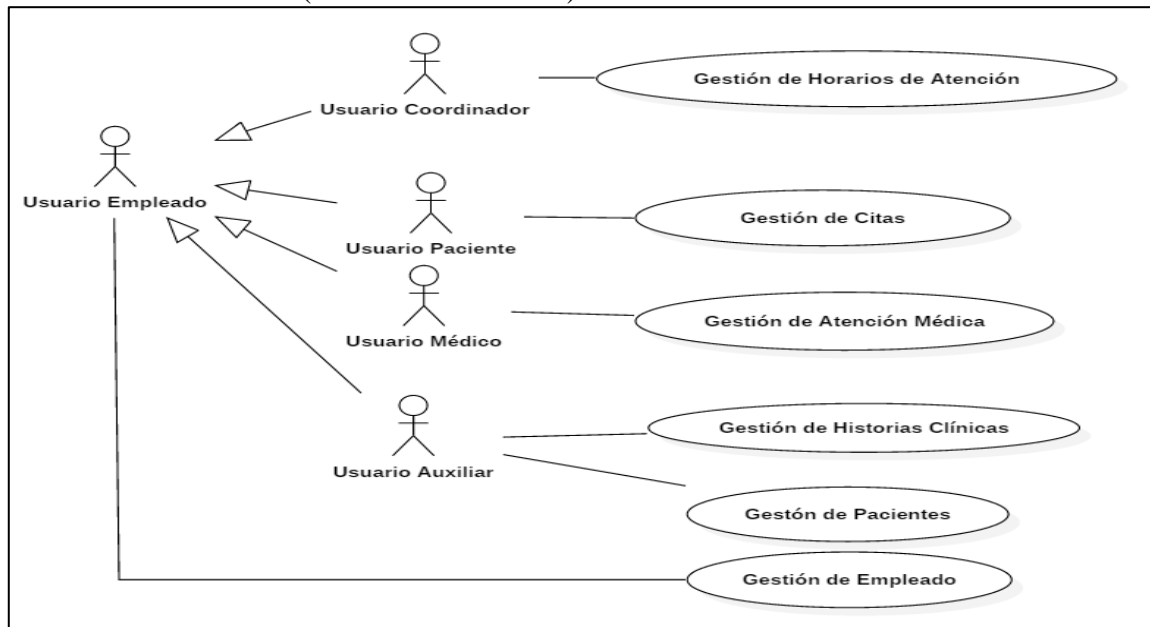 Usuario Coordinador
Gestión de Horarios de Atención
Usuario Empleado
Usuario Paciente
Gestión de Citas
Usuario Médico
Gestión de Atención Médica
Usuario Auxiliar
Gestión de Historias Clínicas
Gestón de Pacientes
Gestión de Empleado